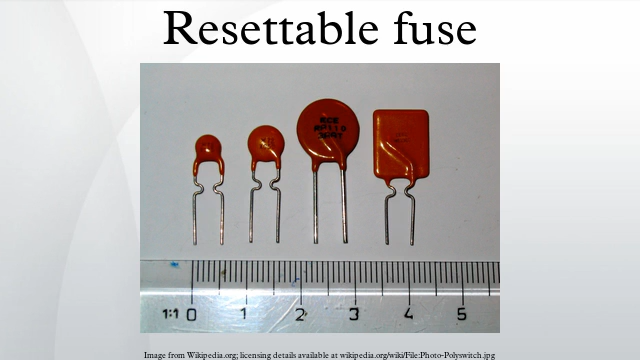 Resettable fuse
1:1 0 1 2 3 4 5
Image from Wikipedia.org; licensing details available at wikipedia.org/wiki/File:Photo-Polyswitch.jpg